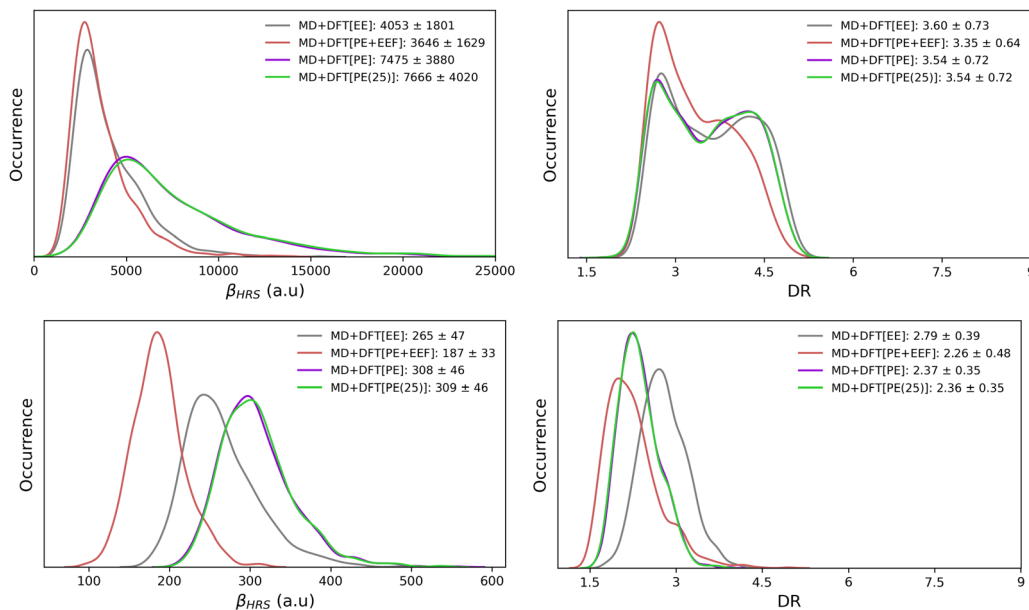 MD+DFT[EE]: 4053 ± 1801
MD+DFT[PE+EEF]: 3646 ± 1629
MD+DFT[PE]: 7475 ± 3880
MD+DFT[PE(25)]: 7666 ± 4020
Occurrence
0 5000 10000 15000 20000 25000
β_HRS (a.u)
MD+DFT[EE]: 3.60 ± 0.73
MD+DFT[PE+EEF]: 3.35 ± 0.64
MD+DFT[PE]: 3.54 ± 0.72
MD+DFT[PE(25)]: 3.54 ± 0.72
Occurrence
1.5 3 4.5 6 7.5 9
DR
MD+DFT[EE]: 265 ± 47
MD+DFT[PE+EEF]: 187 ± 33
MD+DFT[PE]: 308 ± 46
MD+DFT[PE(25)]: 309 ± 46
Occurrence
100 200 300 400 500 600
β_HRS (a.u)
MD+DFT[EE]: 2.79 ± 0.39
MD+DFT[PE+EEF]: 2.26 ± 0.48
MD+DFT[PE]: 2.37 ± 0.35
MD+DFT[PE(25)]: 2.36 ± 0.35
Occurrence
1.5 3 4.5 6 7.5 9
DR